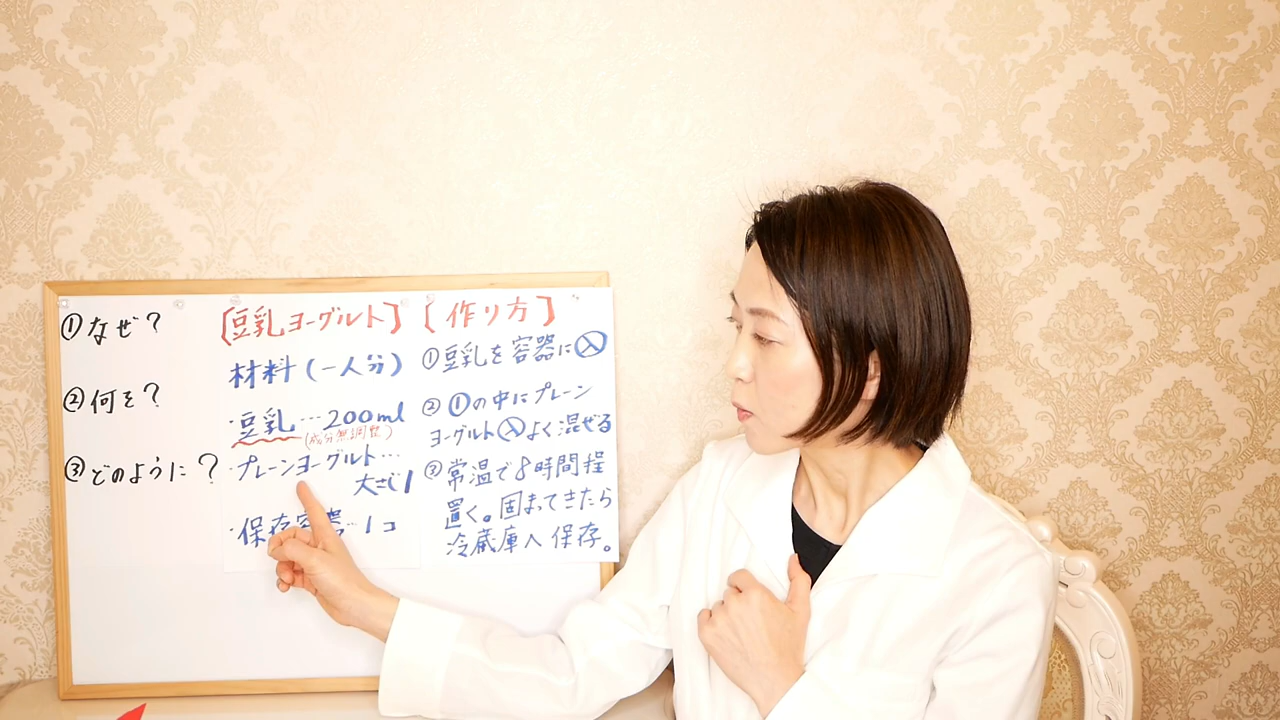 ①なぜ?
②何を?
③どのように?
[豆乳ヨーグルト]
材料(一人分)
・豆乳…200ml
(成分無調整)
・プレーンヨーグルト…
大さじ1
・保存容器…1コ
[作り方]
①豆乳を容器に入
② ①の中にプレーン
ヨーグルト入よく混ぜる
③常温で8時間程
置く。固まってきたら
冷蔵庫へ保存。